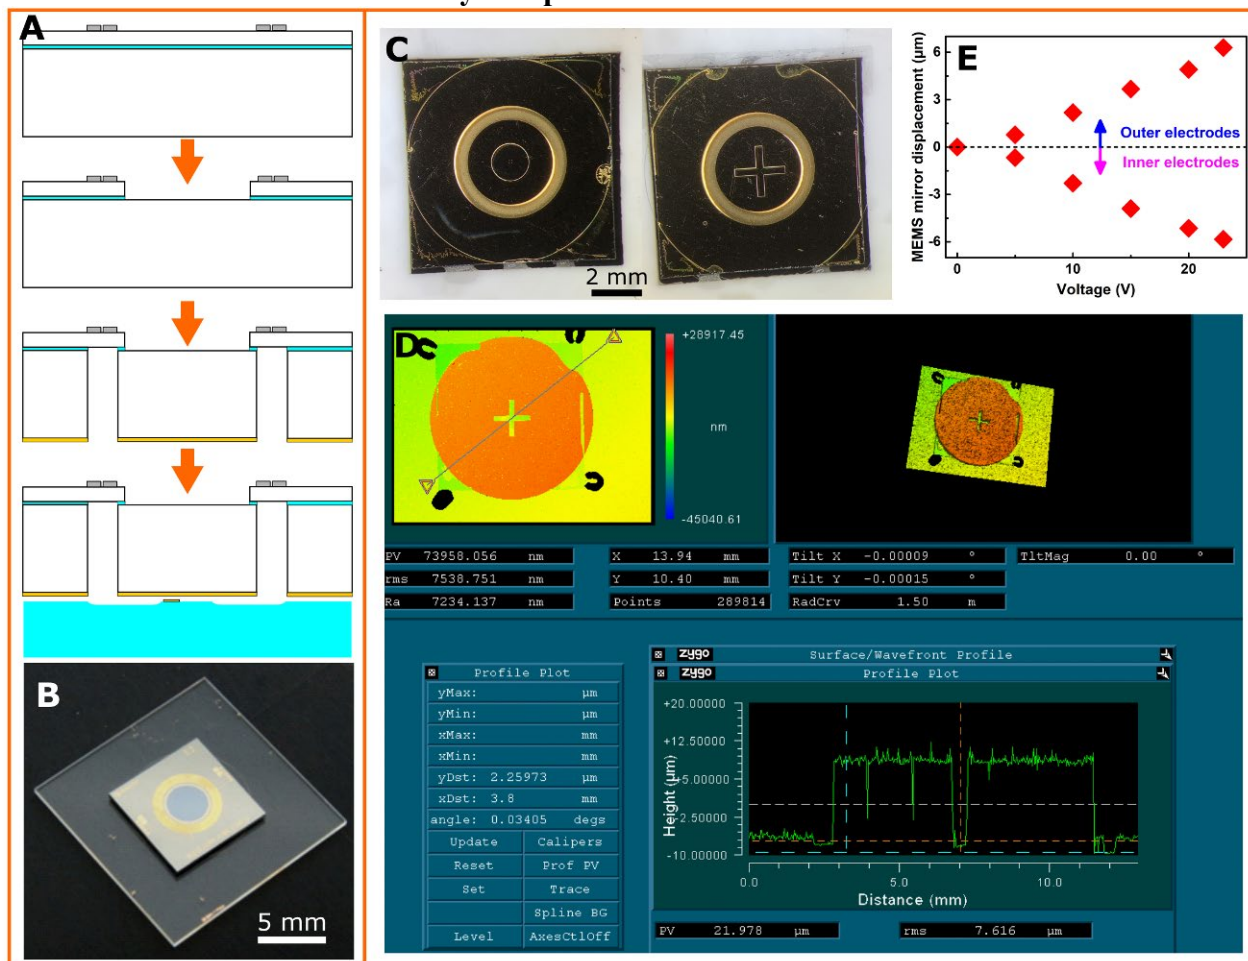 A
B
5 mm
C
2 mm
E
MEMS mirror displacement (µm)
6
3
0
-3
-6
Outer electrodes
Inner electrodes
0
10
20
Voltage (V)
D
+28917.45
nm
-45040.61
PV 73958.056 nm
rms 7538.751 nm
Ra 7234.137 nm
X 13.94 mm
Y 10.40 mm
Points 289814
Tilt X -0.00009 °
Tilt Y -0.00015 °
RadCrv 1.50 m
TltMag 0.00 °
Profile Plot
yMax: µm
yMin: µm
xMax: mm
xMin: mm
yDst: 2.25973 µm
xDst: 3.8 mm
angle: 0.03405 degs
Update Calipers
Reset Prof PV
Set Trace
Spline BG
Level AxesCtlOff
zygo Surface/Wavefront Profile
zygo Profile Plot
Height (µm)
+20.00000
+12.50000
+5.00000
-2.50000
-10.00000
0.0
5.0
10.0
Distance (mm)
PV 21.978 µm
rms 7.616 µm